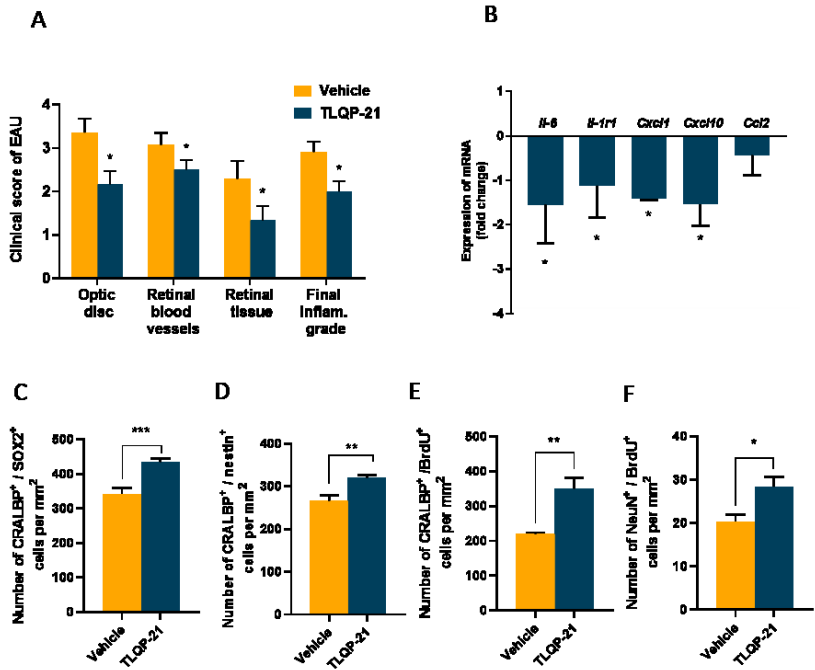 A
Clinical score of EAU
4
3
2
1
0
Vehicle
TLQP-21
*
*
*
*
Optic
disc
Retinal
blood
vessels
Retinal
tissue
Final
inflam.
grade
B
Expression of mRNA
(fold change)
1
0
-1
-2
-3
-4
Il-6
Il-1r1
Cxcl1
Cxcl10
Ccl2
*
*
*
*
C
Number of CRALBP+ / SOX2+
cells per mm2
500
400
300
200
100
0
***
Vehicle
TLQP-21
D
Number of CRALBP+ / nestin+
cells per mm2
400
300
200
100
0
**
Vehicle
TLQP-21
E
Number of CRALBP+ /BrdU+
cells per mm2
500
400
300
200
100
0
**
Vehicle
TLQP-21
F
Number of NeuN+ / BrdU+
cells per mm2
40
30
20
10
0
*
Vehicle
TLQP-21